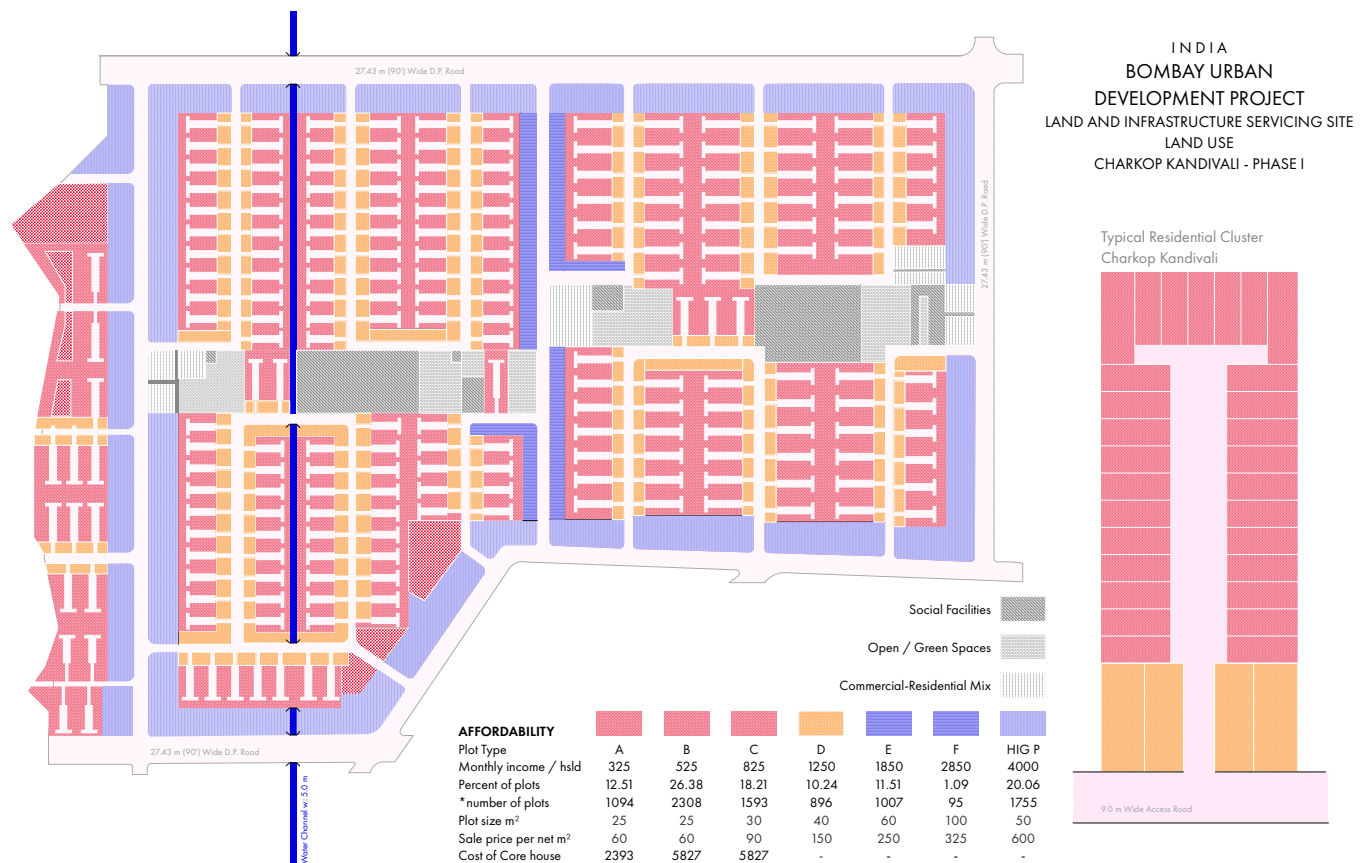 27.43 m (90') Wide D.P. Road
INDIA
BOMBAY URBAN
DEVELOPMENT PROJECT
LAND AND INFRASTRUCTURE SERVICING SITE
LAND USE
CHARKOP KANDIVALI - PHASE I
27.43 m (90') Wide D.P. Road
Typical Residential Cluster
Charkop Kandivali
Social Facilities
Open / Green Spaces
Commercial-Residential Mix
27.43 m (90') Wide D.P. Road
Water Channel w: 5.0 m
AFFORDABILITY
Plot Type A B C D E F HIG P
Monthly income / hsld 325 525 825 1250 1850 2850 4000
Percent of plots 12.51 26.38 18.21 10.24 11.51 1.09 20.06
*number of plots 1094 2308 1593 896 1007 95 1755
Plot size m² 25 25 30 40 60 100 50
Sale price per net m² 60 60 90 150 250 325 600
Cost of Core house 2393 5827 5827 - - - -
9.0 m Wide Access Road